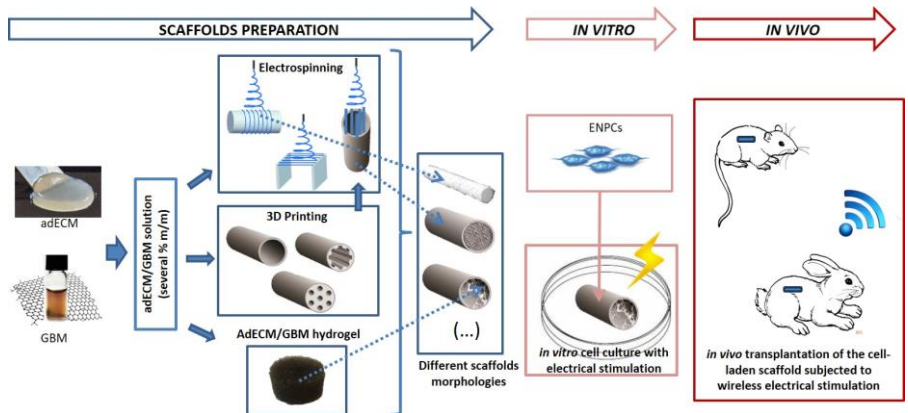 SCAFFOLDS PREPARATION
IN VITRO
IN VIVO
Electrospinning
adECM
GBM
adECM/GBM solution
(several % m/m)
3D Printing
AdECM/GBM hydrogel
(...)
Different scaffolds
morphologies
ENPCs
in vitro cell culture with
electrical stimulation
in vivo transplantation of the cell-
laden scaffold subjected to
wireless electrical stimulation